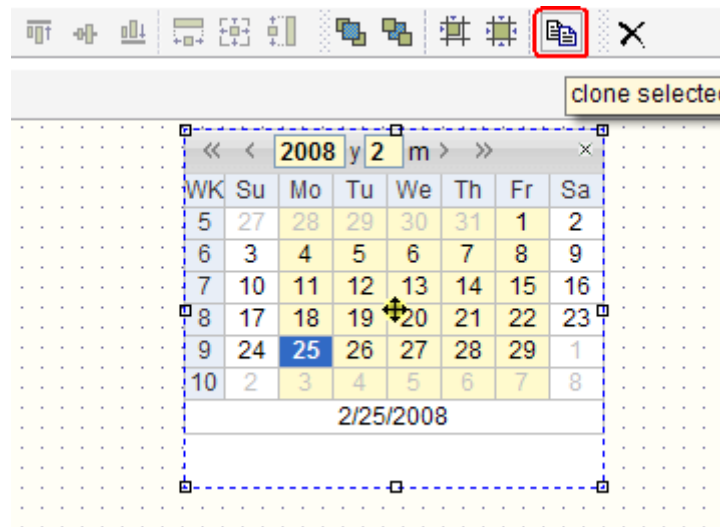 clone selected
« < 2008 y 2 m > » ×
WK Su Mo Tu We Th Fr Sa
5 27 28 29 30 31 1 2
6 3 4 5 6 7 8 9
7 10 11 12 13 14 15 16
8 17 18 19 20 21 22 23
9 24 25 26 27 28 29 1
10 2 3 4 5 6 7 8
2/25/2008